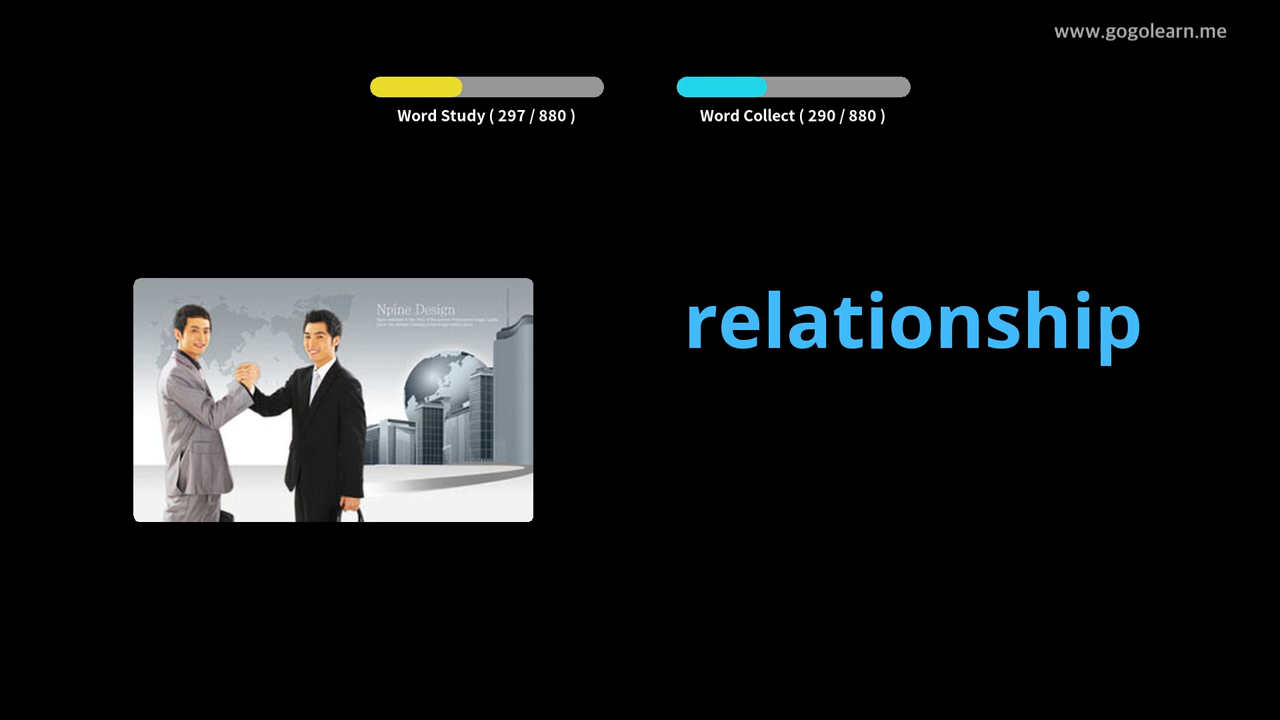 www.gogolearn.me
Word Study ( 297 / 880 )
Word Collect ( 290 / 880 )
Npine Design
relationship